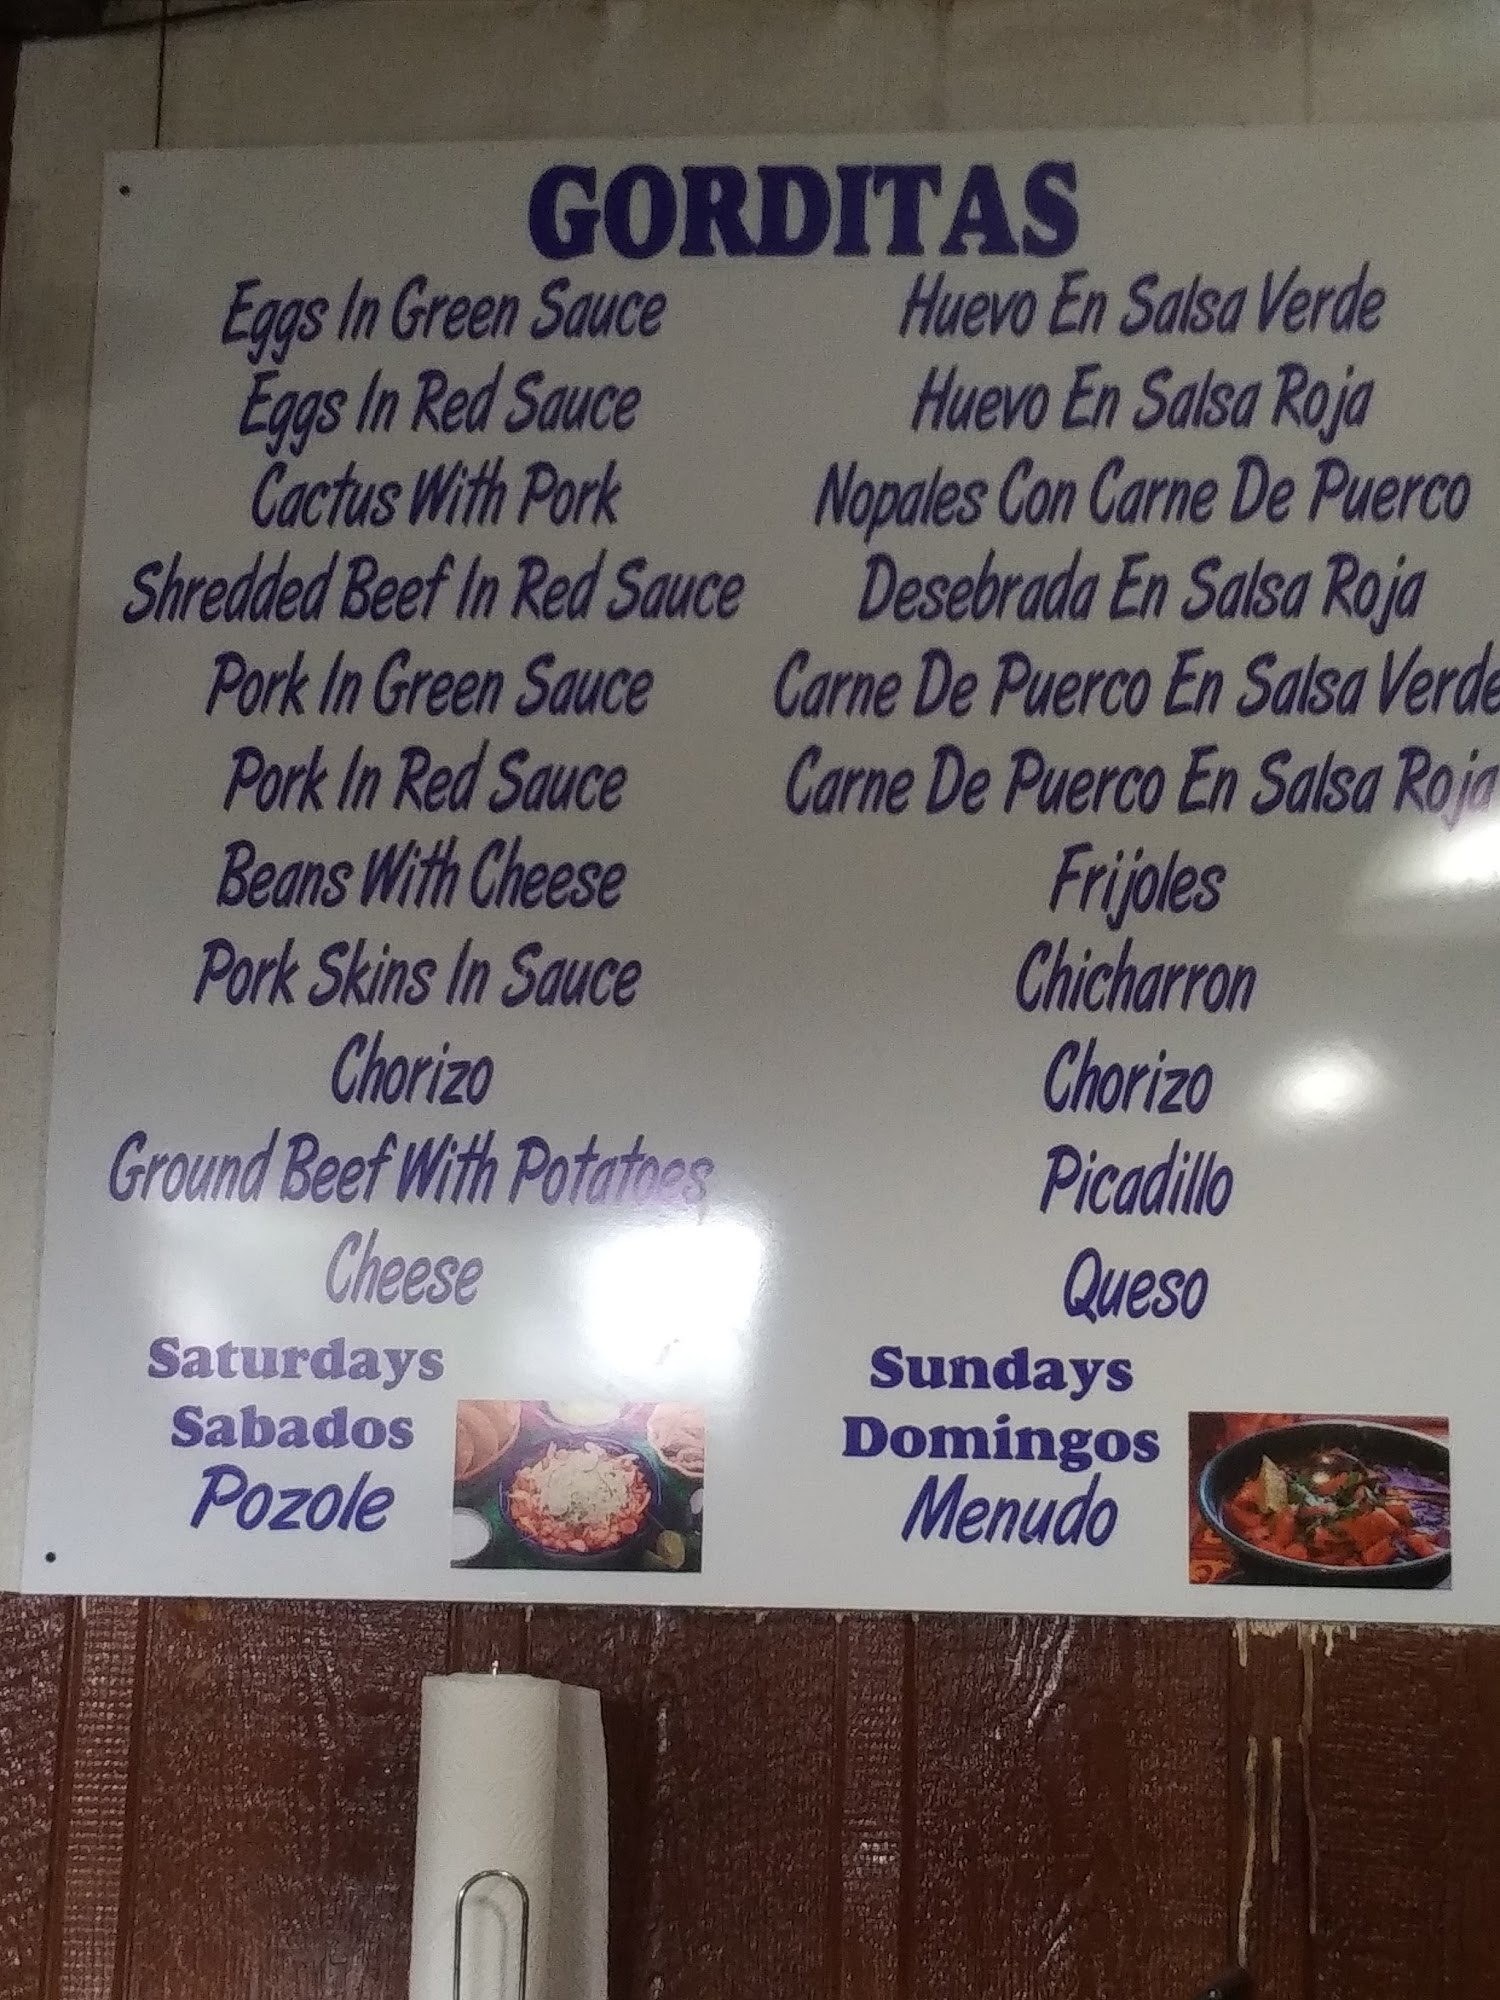 GORDITAS
Eggs In Green Sauce
Huevo En Salsa Verde
Eggs In Red Sauce
Huevo En Salsa Roja
Cactus With Pork
Nopales Con Carne De Puerco
Shredded Beef In Red Sauce
Desebrada En Salsa Roja
Pork In Green Sauce
Carne De Puerco En Salsa Verde
Pork In Red Sauce
Carne De Puerco En Salsa Roja
Beans With Cheese
Frijoles
Pork Skins In Sauce
Chicharron
Chorizo
Chorizo
Ground Beef With Potatoes
Picadillo
Cheese
Queso
Saturdays
Sabados
Pozole
Sundays
Domingos
Menudo